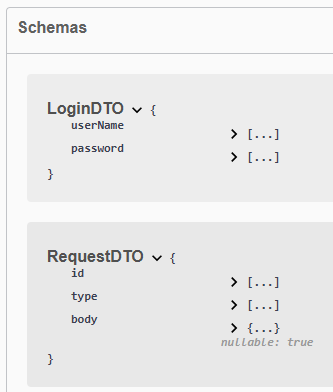 Schemas
LoginDTO {
userName [...]
password [...]
}
RequestDTO {
id [...]
type [...]
body {...}
nullable: true
}